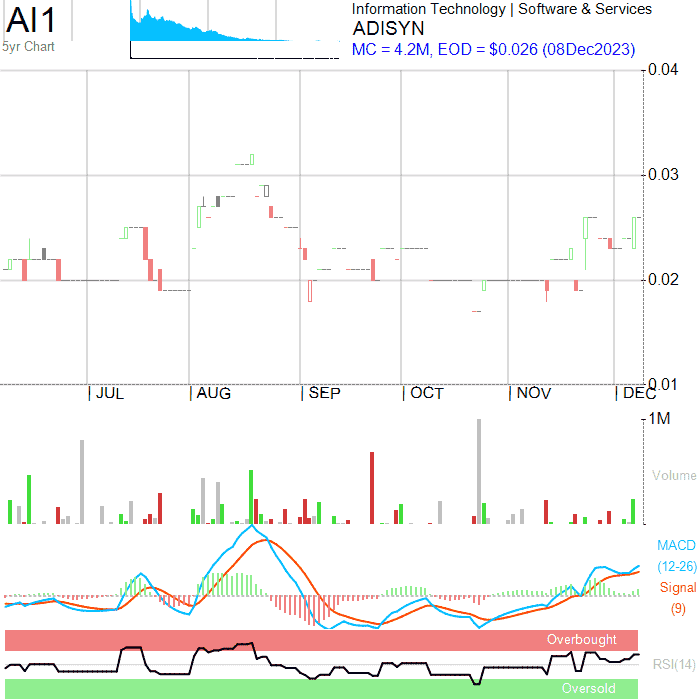 AI1
5yr Chart
Information Technology | Software & Services
ADISYN
MC = 4.2M, EOD = $0.026 (08Dec2023)
0.04
0.03
0.02
0.01
| JUL
| AUG
| SEP
| OCT
| NOV
| DEC
1M
Volume
MACD
(12-26)
Signal
(9)
Overbought
RSI(14)
Oversold